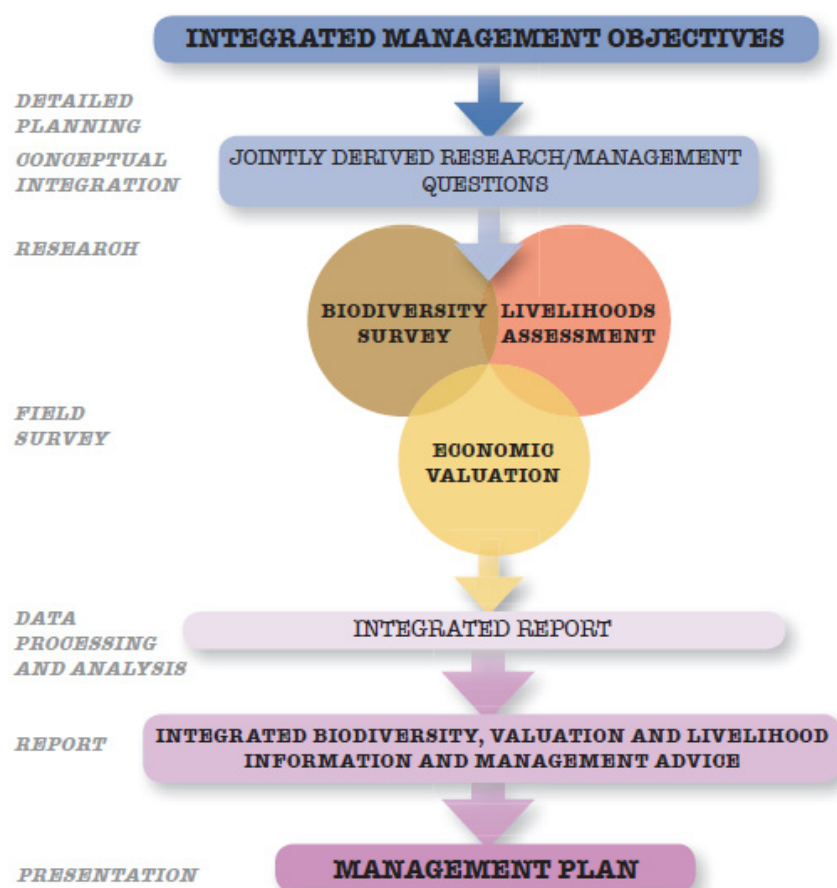 INTEGRATED MANAGEMENT OBJECTIVES
DETAILED
PLANNING
CONCEPTUAL
INTEGRATION
JOINTLY DERIVED RESEARCH/MANAGEMENT
QUESTIONS
RESEARCH
BIODIVERSITY
SURVEY
LIVELIHOODS
ASSESSMENT
FIELD
SURVEY
ECONOMIC
VALUATION
DATA
PROCESSING
AND ANALYSIS
INTEGRATED REPORT
REPORT
INTEGRATED BIODIVERSITY, VALUATION AND LIVELIHOOD
INFORMATION AND MANAGEMENT ADVICE
PRESENTATION
MANAGEMENT PLAN